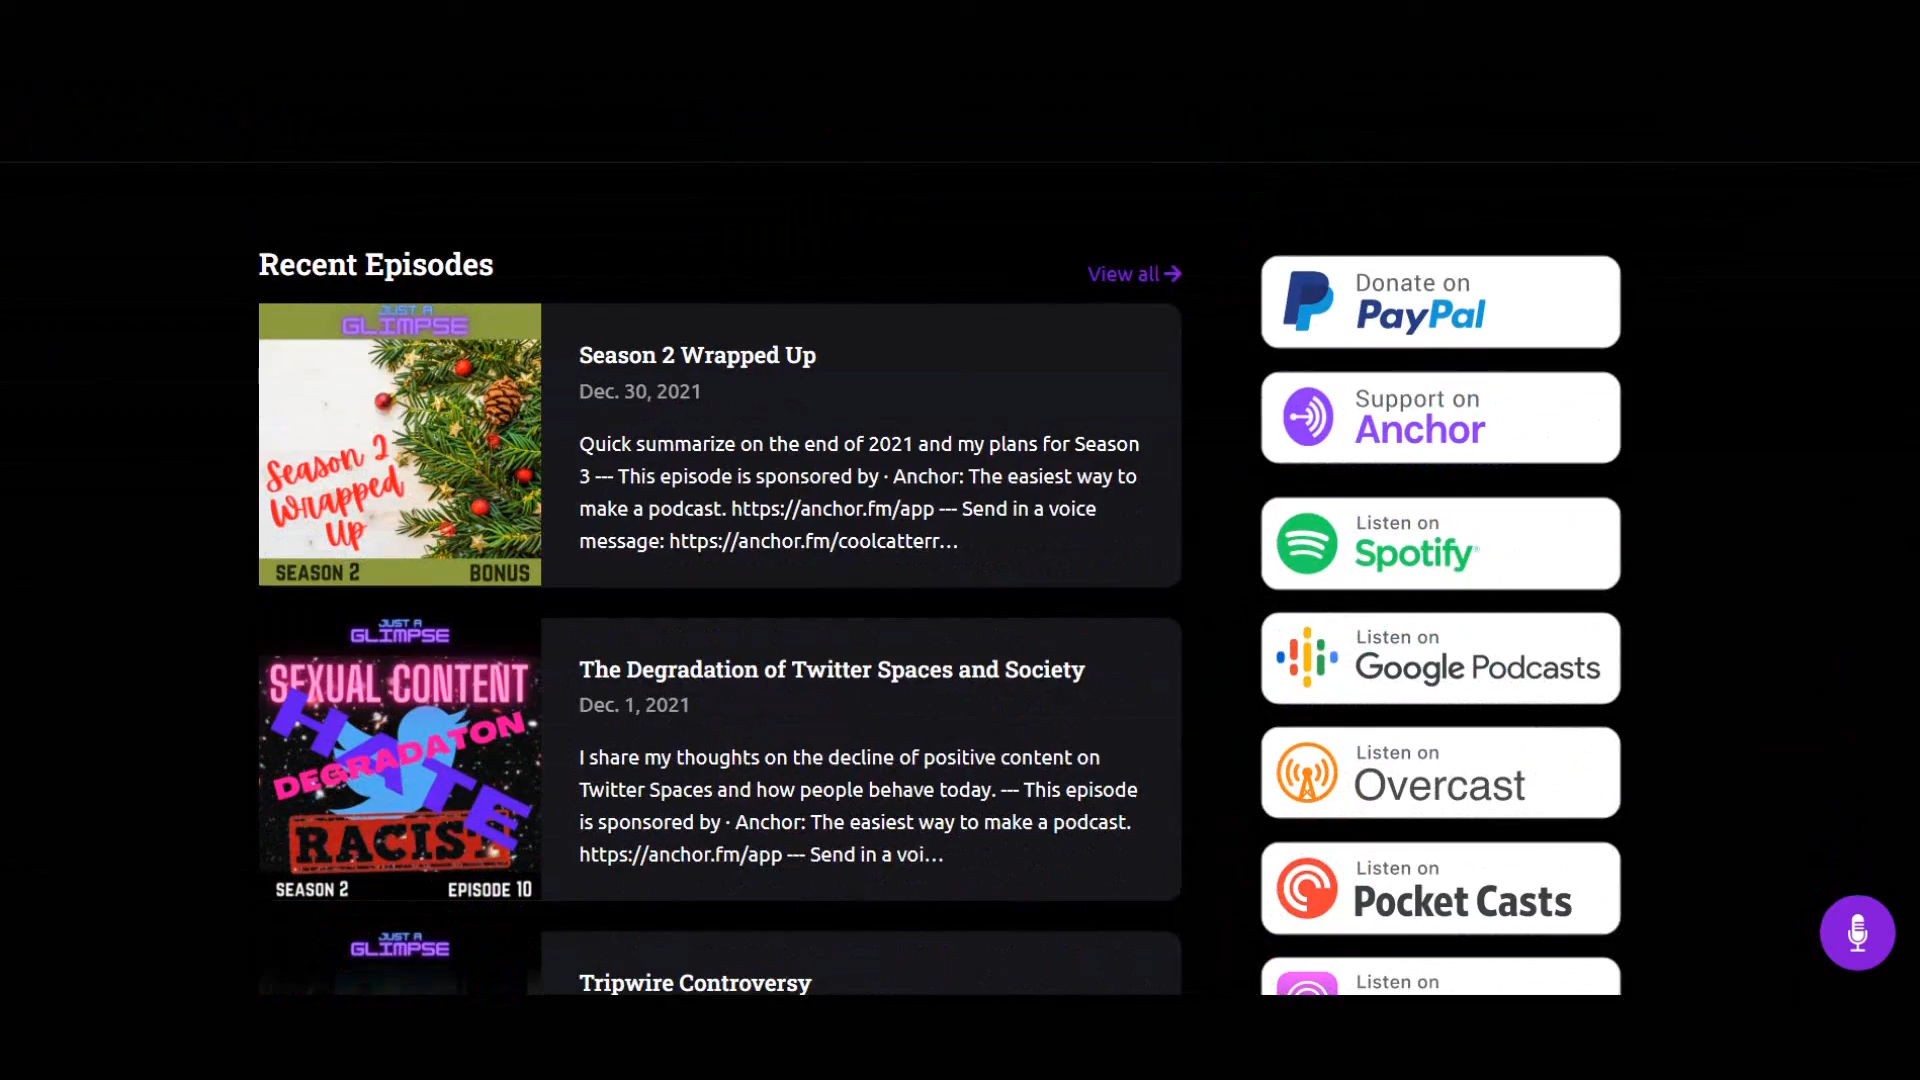 Recent Episodes
View all
JUST A
GLIMPSE
Season 2
Wrapped
Up
SEASON 2 BONUS
Season 2 Wrapped Up
Dec. 30, 2021
Quick summarize on the end of 2021 and my plans for Season
3 --- This episode is sponsored by · Anchor: The easiest way to
make a podcast. https://anchor.fm/app --- Send in a voice
message: https://anchor.fm/coolcatterr...
JUST A
GLIMPSE
SEXUAL CONTENT
HATE
DEGRADATON
RACIST
SEASON 2 EPISODE 10
The Degradation of Twitter Spaces and Society
Dec. 1, 2021
I share my thoughts on the decline of positive content on
Twitter Spaces and how people behave today. --- This episode
is sponsored by · Anchor: The easiest way to make a podcast.
https://anchor.fm/app --- Send in a voi...
JUST A
GLIMPSE
Tripwire Controversy
Donate on
PayPal
Support on
Anchor
Listen on
Spotify
Listen on
Google Podcasts
Listen on
Overcast
Listen on
Pocket Casts
Listen on